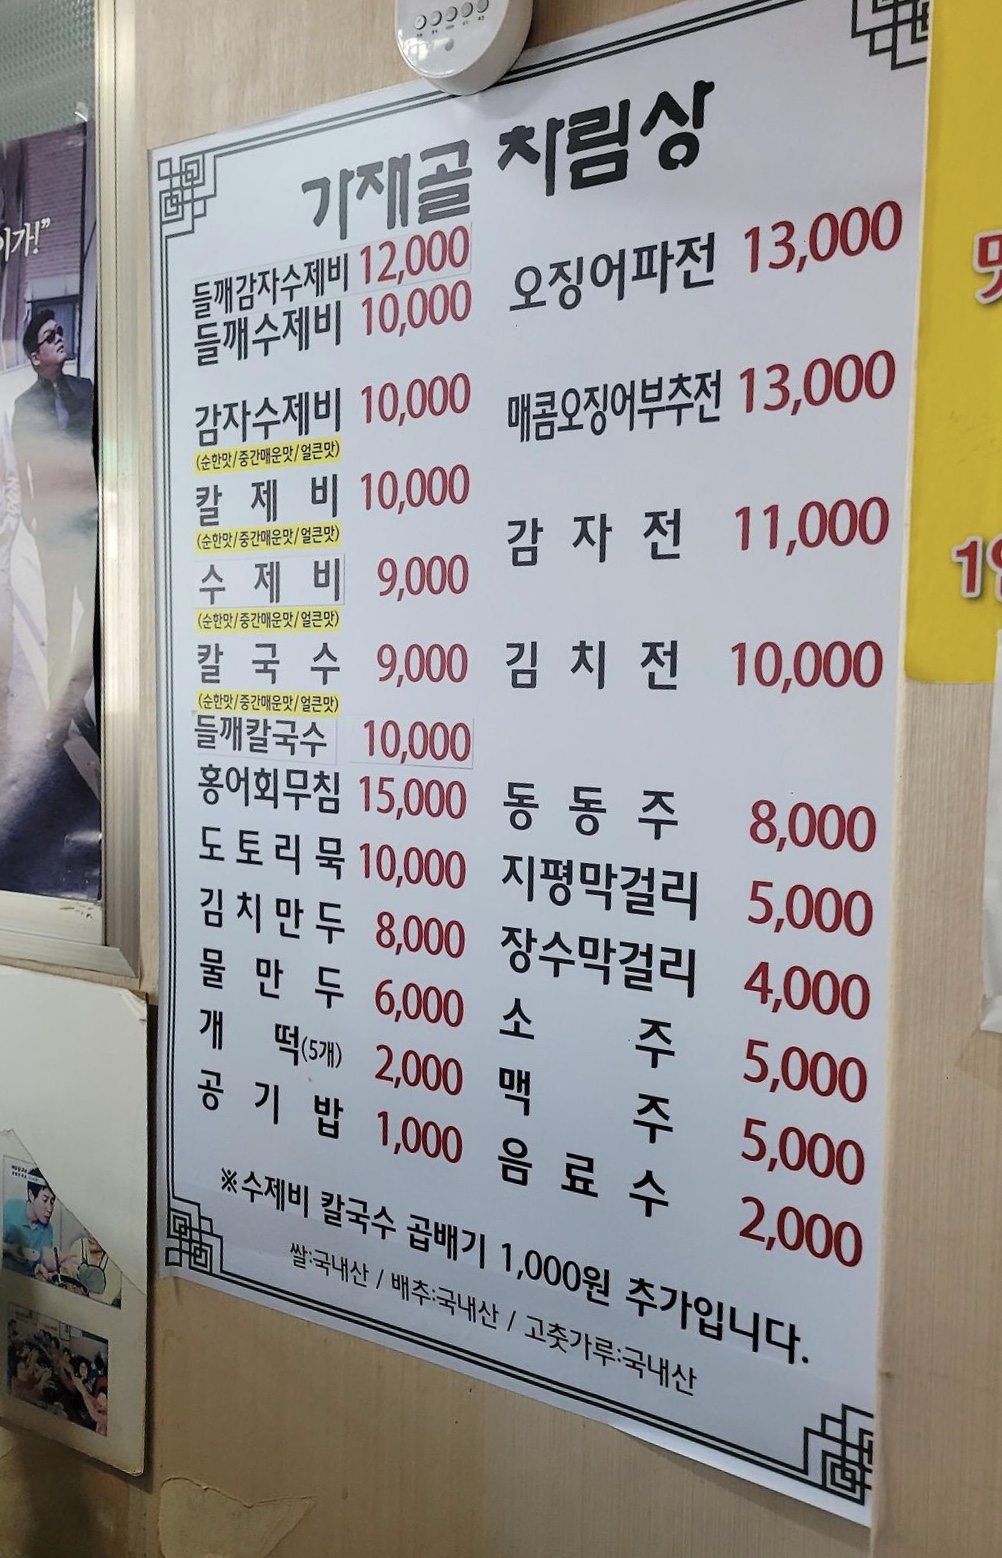 가재골 차림상
들깨감자수제비 12,000
들깨수제비 10,000
감자수제비 10,000
(순한맛/중간매운맛/얼큰맛)
칼제비 10,000
(순한맛/중간매운맛/얼큰맛)
수제비 9,000
(순한맛/중간매운맛/얼큰맛)
칼국수 9,000
(순한맛/중간매운맛/얼큰맛)
들깨칼국수 10,000
홍어회무침 15,000
도토리묵 10,000
김치만두 8,000
물만두 6,000
개떡(5개) 2,000
공기밥 1,000
오징어파전 13,000
매콤오징어부추전 13,000
감자전 11,000
김치전 10,000
동동주 8,000
지평막걸리 5,000
장수막걸리 4,000
소주 5,000
맥주 5,000
음료수 2,000
※수제비 칼국수 곱배기 1,000원 추가입니다.
쌀:국내산 / 배추:국내산 / 고춧가루:국내산